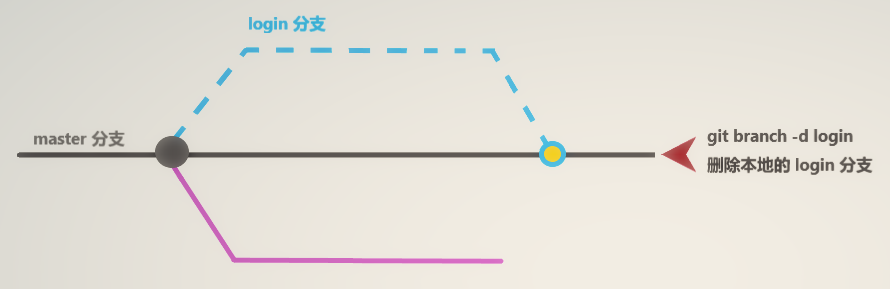 login 分支
master 分支
git branch -d login
删除本地的 login 分支